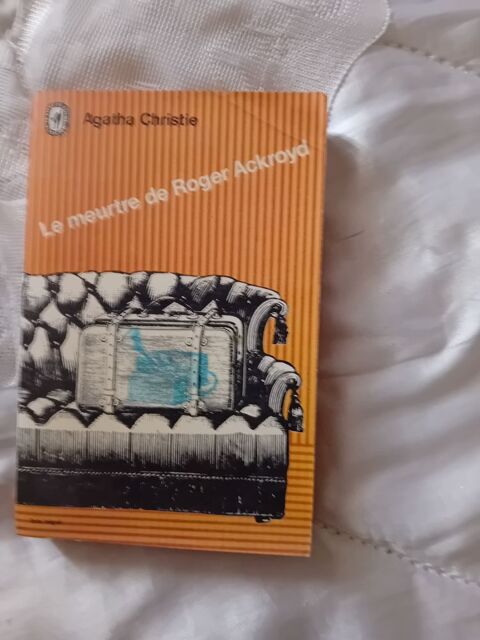 Agatha Christie
Le meurtre de Roger Ackroyd